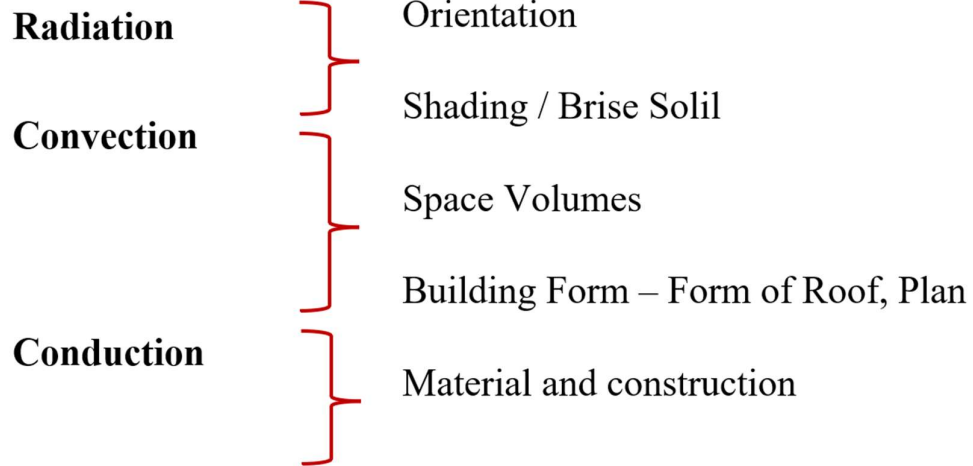 Radiation
Orientation
Shading / Brise Solil
Convection
Space Volumes
Building Form – Form of Roof, Plan
Conduction
Material and construction